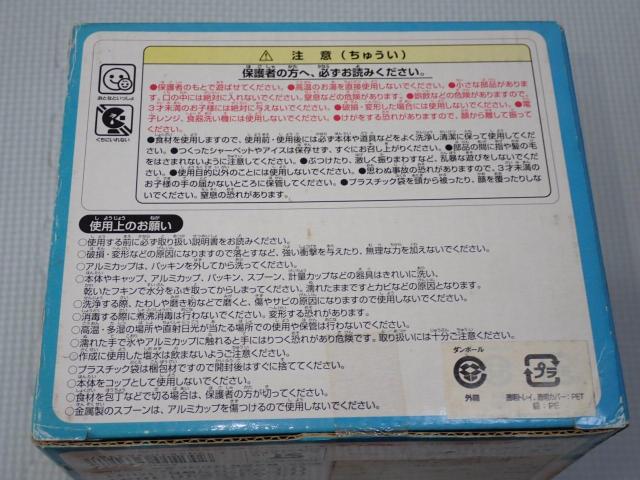 注意（ちゅうい）
保護者の方へ、必ずお読みください。
●保護者のもとで遊ばせてください。●高温のお湯を直接使用しないでください。●小さな部品がありま
す。口の中には絶対に入れないでください。窒息などの危険があります。●誤飲などの危険がありますので、
3才未満のお子様には絶対に与えないでください。●破損・変形した場合には使用しないでください。●電
子レンジ、食器洗い機には使用しないでください。●けがをする恐れがありますので、顔から離して扱っ
てください。
●食材を使用しますので、使用前・使用後には必ず本体や道具などをよく洗浄し清潔に保って使用してくだ
さい。●つくったシャーベットやアイスは保存せず、すぐにお召し上がりください。●部品の間に指や髪の毛
をはさまれないように注意してください。●ぶつけたり、激しく振りまわすなど、乱暴な遊びをしないでくだ
さい。●使用目的以外のことには使用しないでください。●思わぬ事故の恐れがありますので、3才未満の
お子様の手の届かないところに保管してください。●プラスチック袋を頭から被ったり、顔を覆ったりしな
いでください。窒息の恐れがあります。
おとなといっしょ
くちにいれない
使用上のお願い
○使用する前に必ず取り扱い説明書をお読みください。
○破損・変形などの原因になりますので落とすなど、強い衝撃を与えたり、無理な力を加えないでください。
○アルミカップは、パッキンを外してから洗ってください。
○本体やキャップ、アルミカップ、パッキン、スプーン、計量カップなどの器具はきれいに洗い、
乾いたフキンで水分をふき取ってからしまってください。濡れたままですとカビなどの原因となります。
○洗浄する際、たわしや磨き粉などで磨くと、傷やサビの原因になりますので使用しないでください。
○消毒する際に煮沸消毒は行わないでください。変形する恐れがあります。
○高温・多湿の場所や直射日光が当たる場所での使用や保管は行わないでください。
○濡れた手で氷やアルミカップに触れると手にはりつく恐れがあり危険です。取り扱いには十分ご注意ください。
○作成に使用した塩水は飲まないようご注意ください。
○プラスチック袋は梱包材ですので開封後はすぐに捨ててください。
○本体をコップとして使用しないでください。
○食材を包丁などで切る場合は、保護者の方が切ってください。
○金属製のスプーンは、アルミカップを傷つけるので使用しないでください。
ダンボール
外箱
プラ
透明トレイ、透明カバー：PET
袋：PE